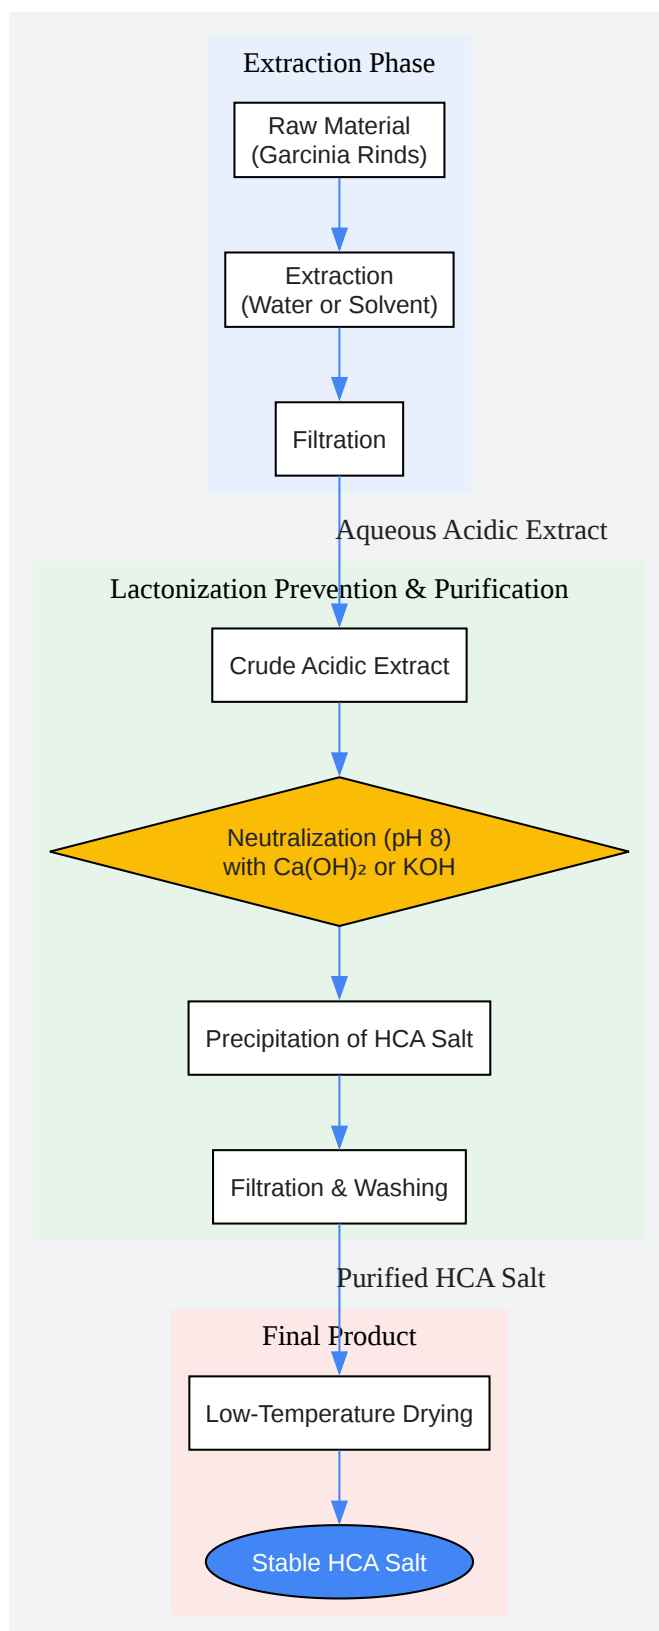 Extraction Phase
Raw Material
(Garcinia Rinds)
Extraction
(Water or Solvent)
Filtration
Aqueous Acidic Extract
Lactonization Prevention & Purification
Crude Acidic Extract
Neutralization (pH 8)
with Ca(OH)₂ or KOH
Precipitation of HCA Salt
Filtration & Washing
Purified HCA Salt
Final Product
Low-Temperature Drying
Stable HCA Salt